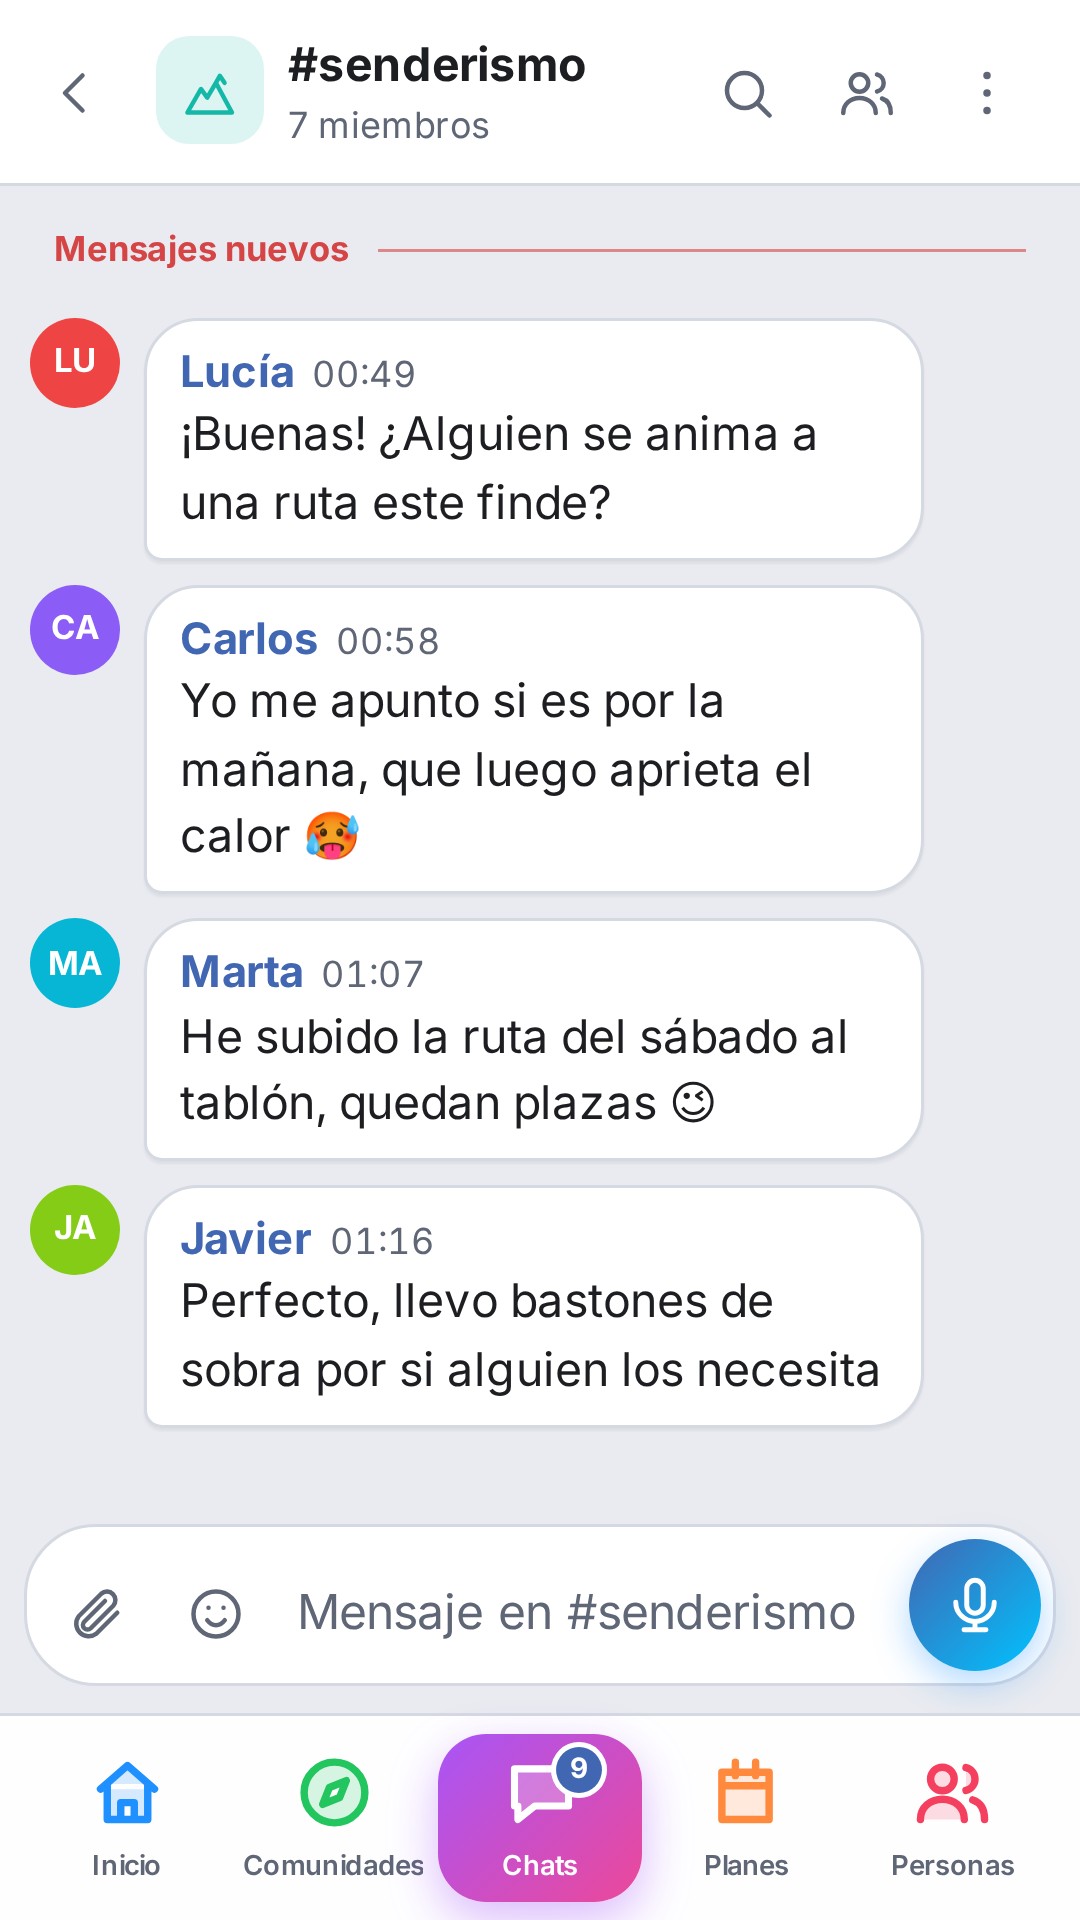 #senderismo
7 miembros
Mensajes nuevos
LU
Lucía 00:49
¡Buenas! ¿Alguien se anima a
una ruta este finde?
CA
Carlos 00:58
Yo me apunto si es por la
mañana, que luego aprieta el
calor 🥵
MA
Marta 01:07
He subido la ruta del sábado al
tablón, quedan plazas 😉
JA
Javier 01:16
Perfecto, llevo bastones de
sobra por si alguien los necesita
Mensaje en #senderismo
9
Inicio
Comunidades
Chats
Planes
Personas